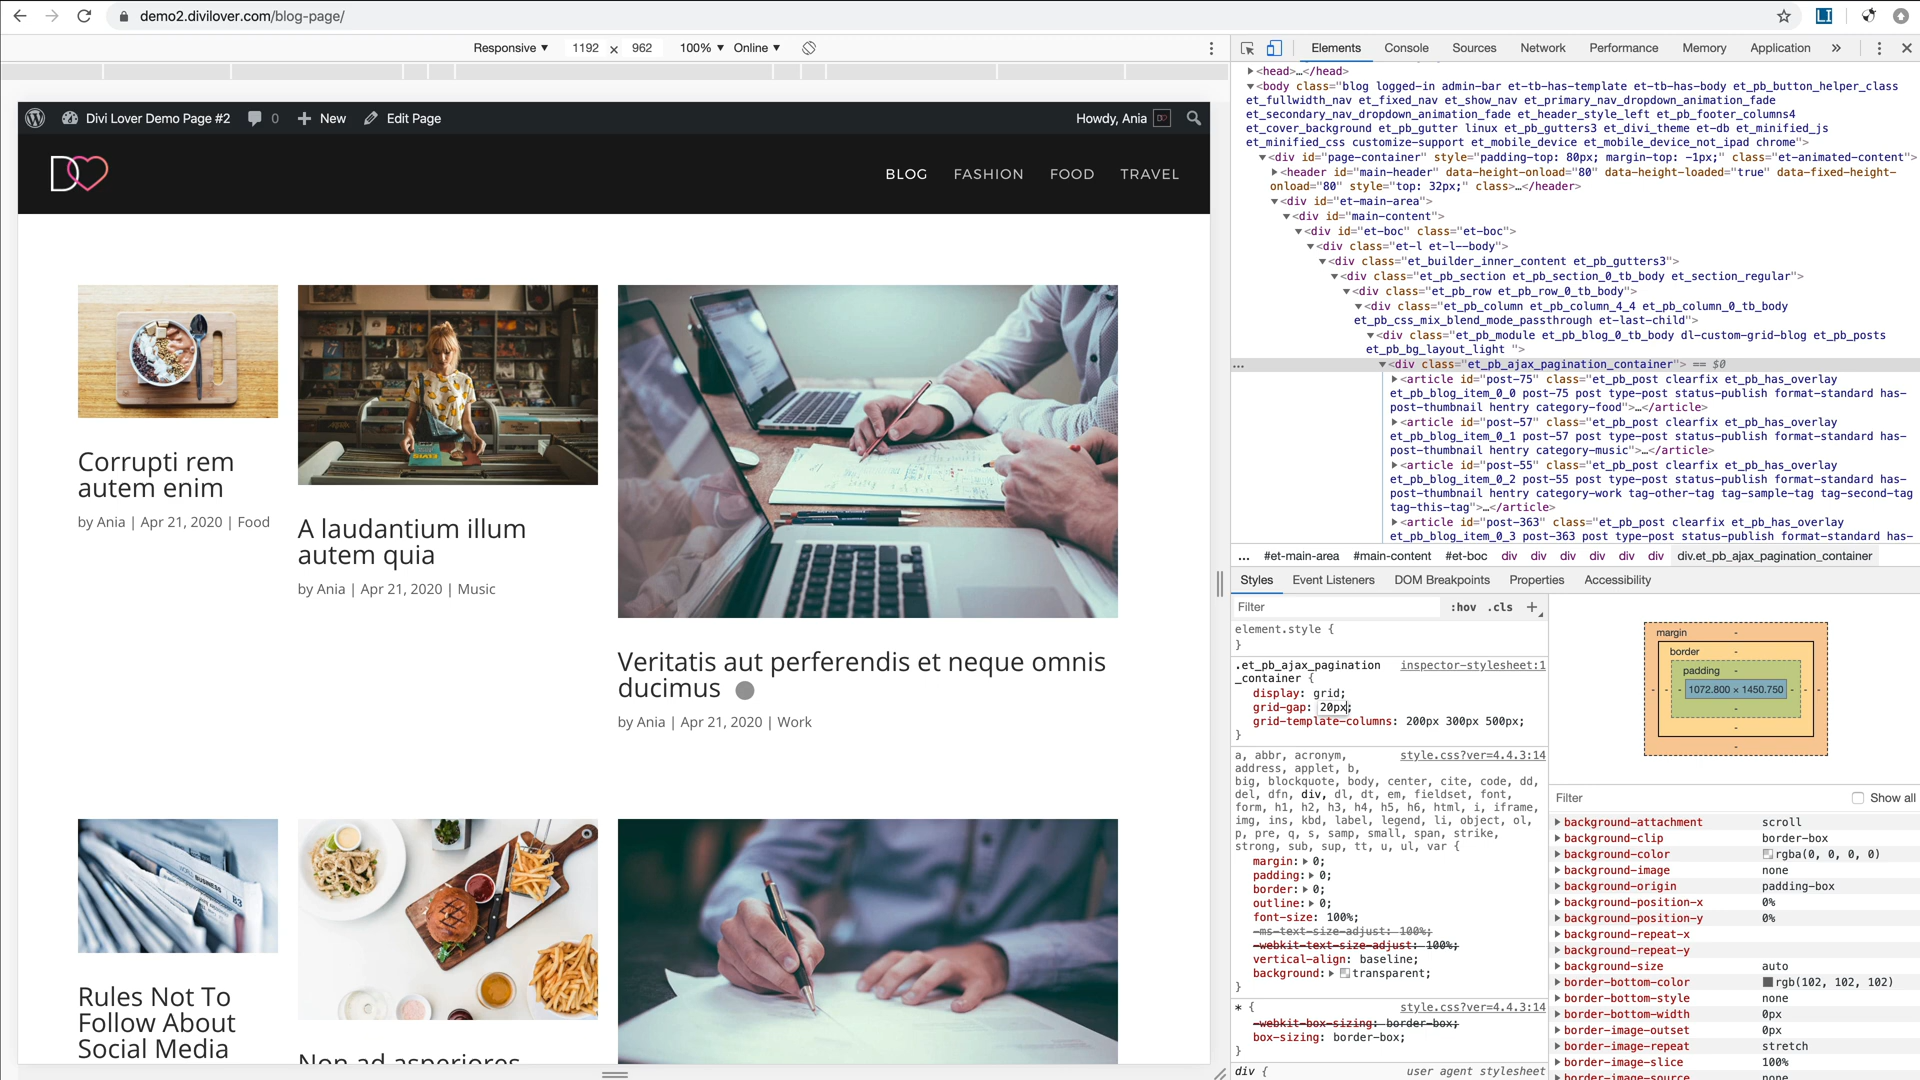 demo2.divilover.com/blog-page/
Responsive ▼ 1192 x 962 100% ▼ Online ▼
Divi Lover Demo Page #2 0 + New Edit Page
Howdy, Ania
D
BLOG FASHION FOOD TRAVEL
Corrupti rem
autem enim
by Ania | Apr 21, 2020 | Food
A laudantium illum
autem quia
by Ania | Apr 21, 2020 | Music
Veritatis aut perferendis et neque omnis
ducimus
by Ania | Apr 21, 2020 | Work
BUSINESS
B3
Rules Not To
Follow About
Social Media
Non ad asperiores
Elements Console Sources Network Performance Memory Application »
<head>…</head>
<body class="blog logged-in admin-bar et-tb-has-template et-tb-has-body et_pb_button_helper_class
et_fullwidth_nav et_fixed_nav et_show_nav et_primary_nav_dropdown_animation_fade
et_secondary_nav_dropdown_animation_fade et_header_style_left et_pb_footer_columns4
et_cover_background et_pb_gutter linux et_pb_gutters3 et_divi_theme et-db et_minified_js
et_minified_css customize-support et_mobile_device et_mobile_device_not_ipad chrome">
<div id="page-container" style="padding-top: 80px; margin-top: -1px;" class="et-animated-content">
<header id="main-header" data-height-onload="80" data-height-loaded="true" data-fixed-height-
onload="80" style="top: 32px;" class>…</header>
<div id="et-main-area">
<div id="main-content">
<div id="et-boc" class="et-boc">
<div class="et-l et-l--body">
<div class="et_builder_inner_content et_pb_gutters3">
<div class="et_pb_section et_pb_section_0_tb_body et_section_regular">
<div class="et_pb_row et_pb_row_0_tb_body">
<div class="et_pb_column et_pb_column_4_4 et_pb_column_0_tb_body
et_pb_css_mix_blend_mode_passthrough et-last-child">
<div class="et_pb_module et_pb_blog_0_tb_body dl-custom-grid-blog et_pb_posts
et_pb_bg_layout_light ">
<div class="et_pb_ajax_pagination_container"> == $0
<article id="post-75" class="et_pb_post clearfix et_pb_has_overlay
et_pb_blog_item_0_0 post-75 post type-post status-publish format-standard has-
post-thumbnail hentry category-food">…</article>
<article id="post-57" class="et_pb_post clearfix et_pb_has_overlay
et_pb_blog_item_0_1 post-57 post type-post status-publish format-standard has-
post-thumbnail hentry category-music">…</article>
<article id="post-55" class="et_pb_post clearfix et_pb_has_overlay
et_pb_blog_item_0_2 post-55 post type-post status-publish format-standard has-
post-thumbnail hentry category-work tag-other-tag tag-sample-tag tag-second-tag
tag-this-tag">…</article>
<article id="post-363" class="et_pb_post clearfix et_pb_has_overlay
et_pb_blog_item_0_3 post-363 post type-post status-publish format-standard has-
... #et-main-area #main-content #et-boc div div div div div div div.et_pb_ajax_pagination_container
Styles Event Listeners DOM Breakpoints Properties Accessibility
Filter :hov .cls +
element.style {
}
.et_pb_ajax_pagination inspector-stylesheet:1
_container {
display: grid;
grid-gap: 20px;
grid-template-columns: 200px 300px 500px;
}
a, abbr, acronym, style.css?ver=4.4.3:14
address, applet, b,
big, blockquote, body, center, cite, code, dd,
del, dfn, div, dl, dt, em, fieldset, font,
form, h1, h2, h3, h4, h5, h6, html, i, iframe,
img, ins, kbd, label, legend, li, object, ol,
p, pre, q, s, samp, small, span, strike,
strong, sub, sup, tt, u, ul, var {
margin: 0;
padding: 0;
border: 0;
outline: 0;
font-size: 100%;
-ms-text-size-adjust: 100%;
-webkit-text-size-adjust: 100%;
vertical-align: baseline;
background: transparent;
}
* { style.css?ver=4.4.3:14
-webkit-box-sizing: border-box;
box-sizing: border-box;
}
div { user agent stylesheet
margin -
border -
padding -
- - - 1072.800 × 1450.750 - - -
-
-
-
Filter Show all
background-attachment scroll
background-clip border-box
background-color rgba(0, 0, 0, 0)
background-image none
background-origin padding-box
background-position-x 0%
background-position-y 0%
background-repeat-x
background-repeat-y
background-size auto
border-bottom-color rgb(102, 102, 102)
border-bottom-style none
border-bottom-width 0px
border-image-outset 0px
border-image-repeat stretch
border-image-slice 100%
border-image-source none